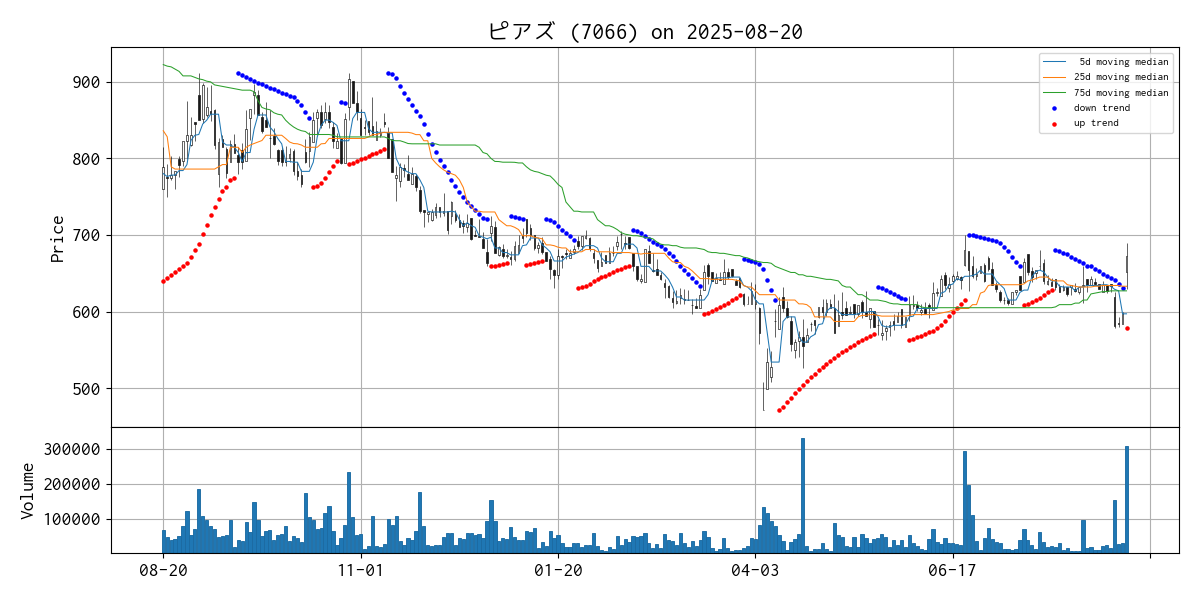 ピアズ (7066) on 2025-08-20
5d moving median
25d moving median
75d moving median
down trend
up trend
Price
900
800
700
600
500
Volume
300000
200000
100000
08-20
11-01
01-20
04-03
06-17